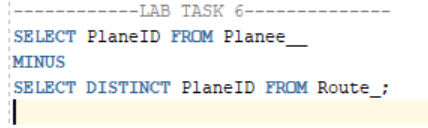 ------------LAB TASK 6--------------
SELECT PlaneID FROM Planee__
MINUS
SELECT DISTINCT PlaneID FROM Route_;